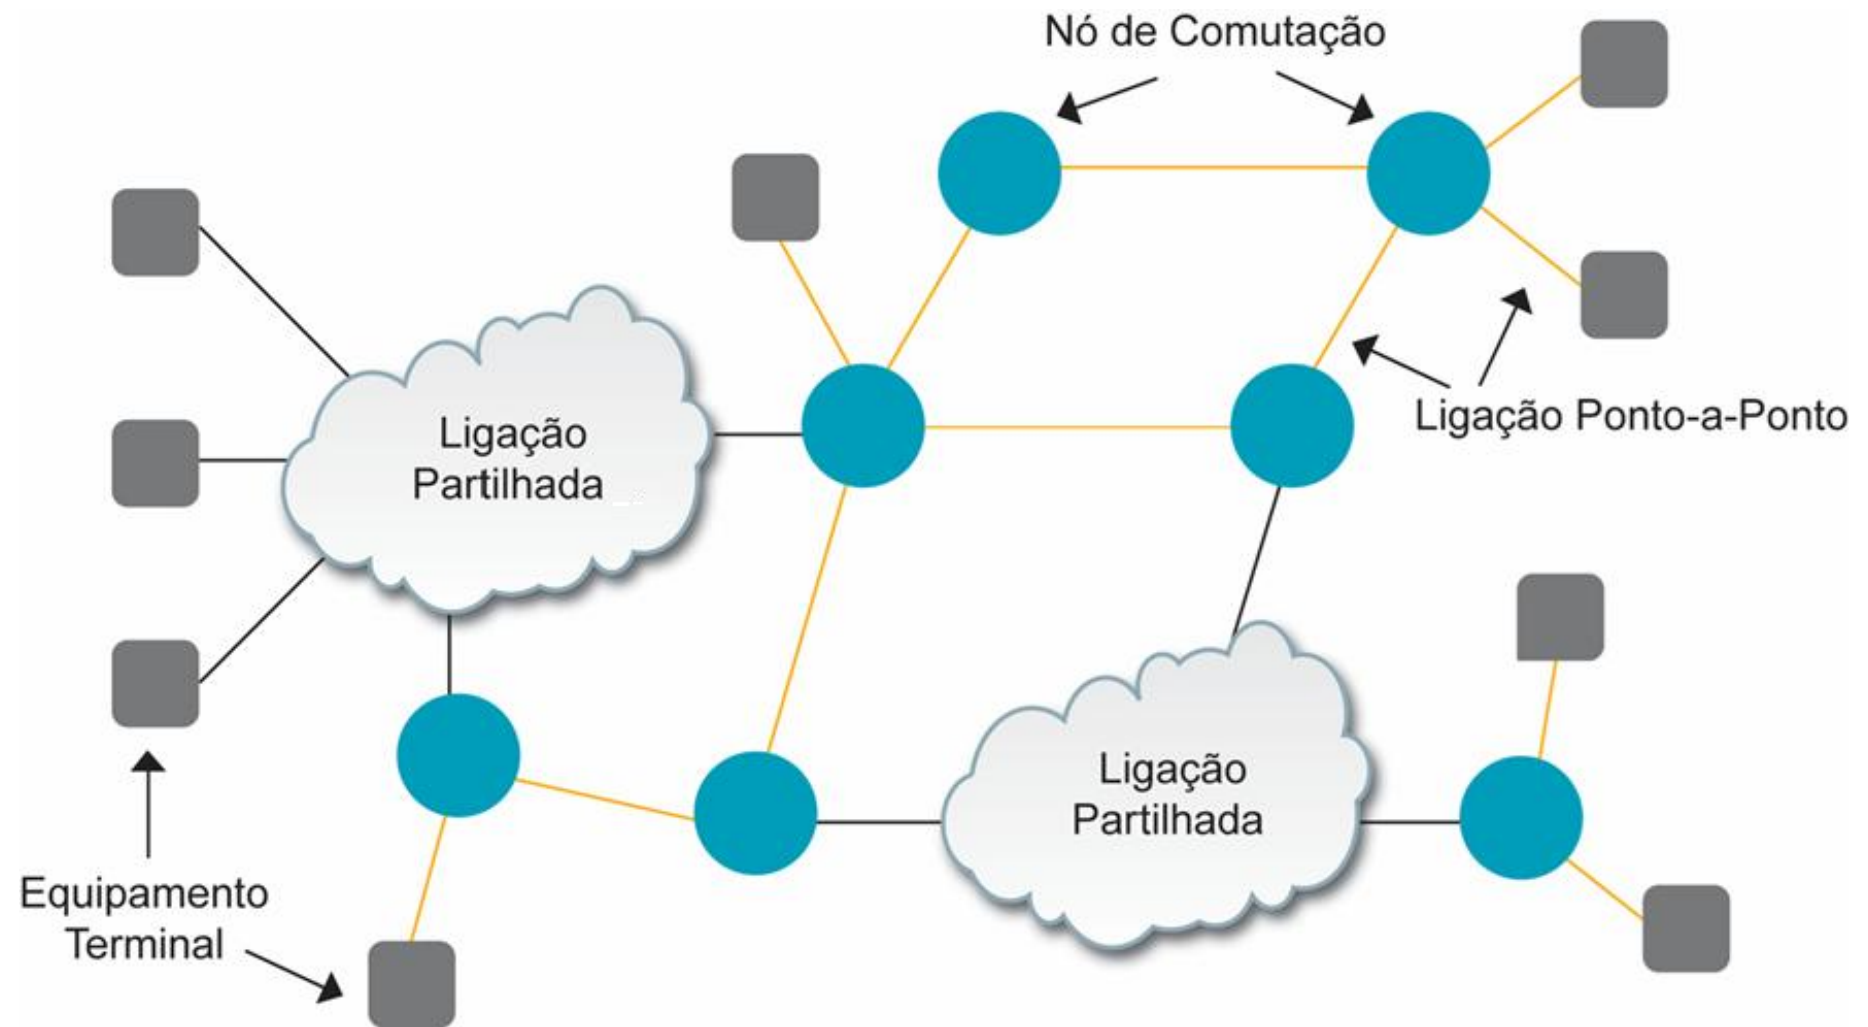 Nó de Comutação
Ligação
Partilhada
Ligação Ponto-a-Ponto
Ligação
Partilhada
Equipamento
Terminal